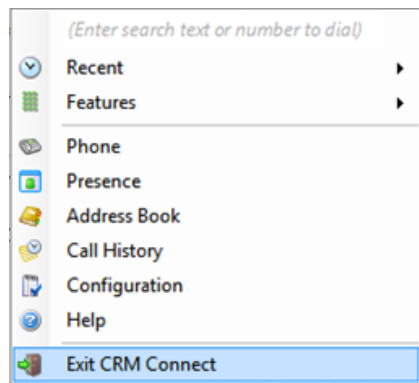 (Enter search text or number to dial)
Recent
Features
Phone
Presence
Address Book
Call History
Configuration
Help
Exit CRM Connect